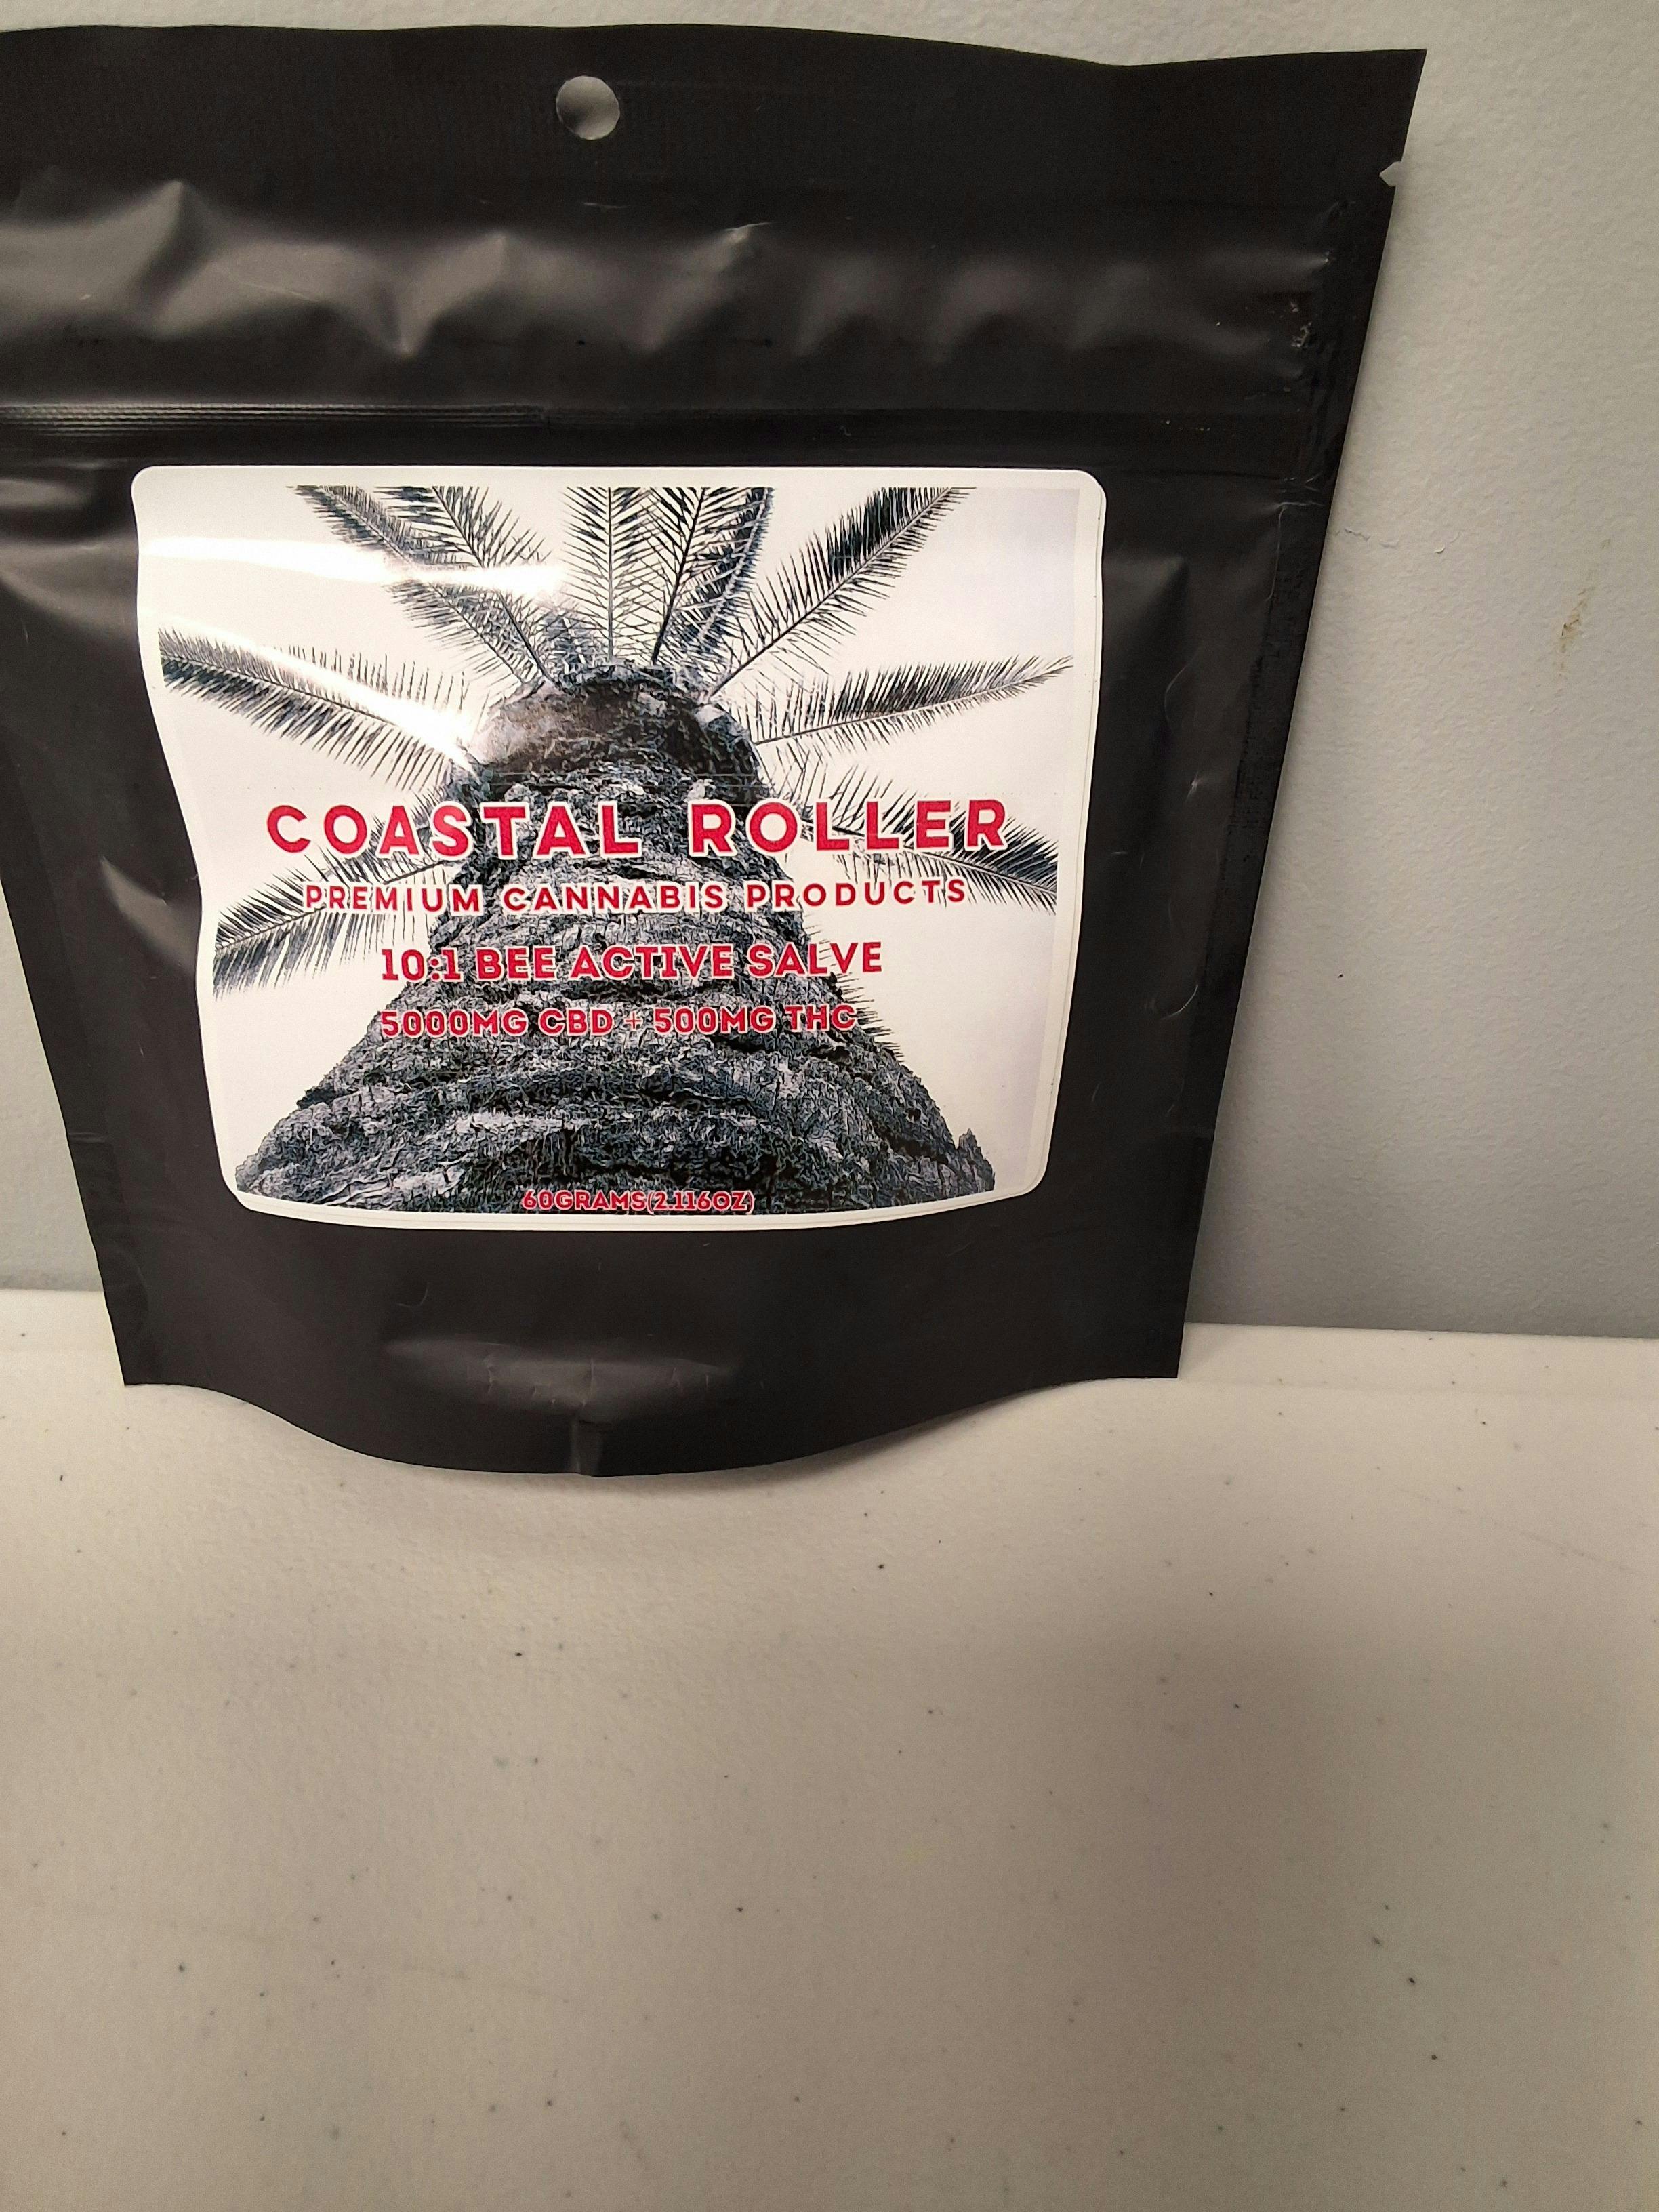 COASTAL ROLLER
PREMIUM CANNABIS PRODUCTS
10:1 BEE ACTIVE SALVE
5000MG CBD + 500MG THC
60GRAMS(2.116OZ)